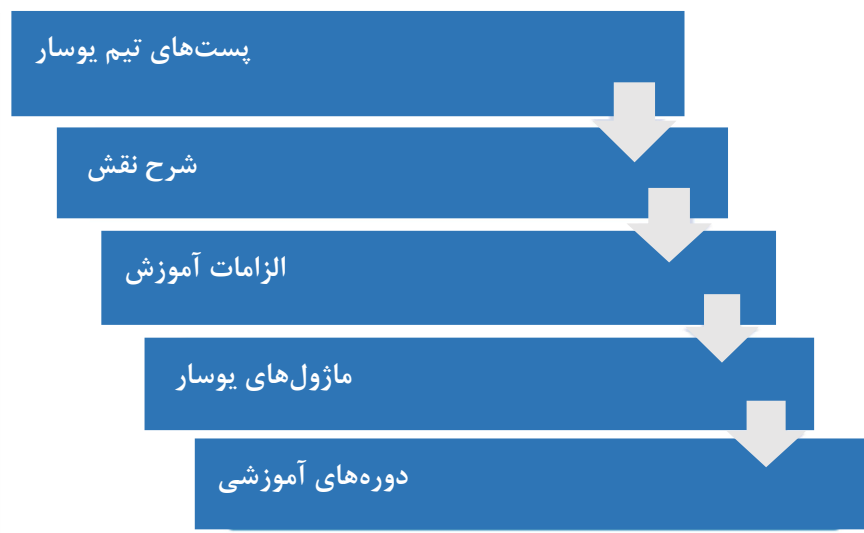 پست‌های تیم یوسار
شرح نقش
الزامات آموزش
ماژول‌های یوسار
دوره‌های آموزشی